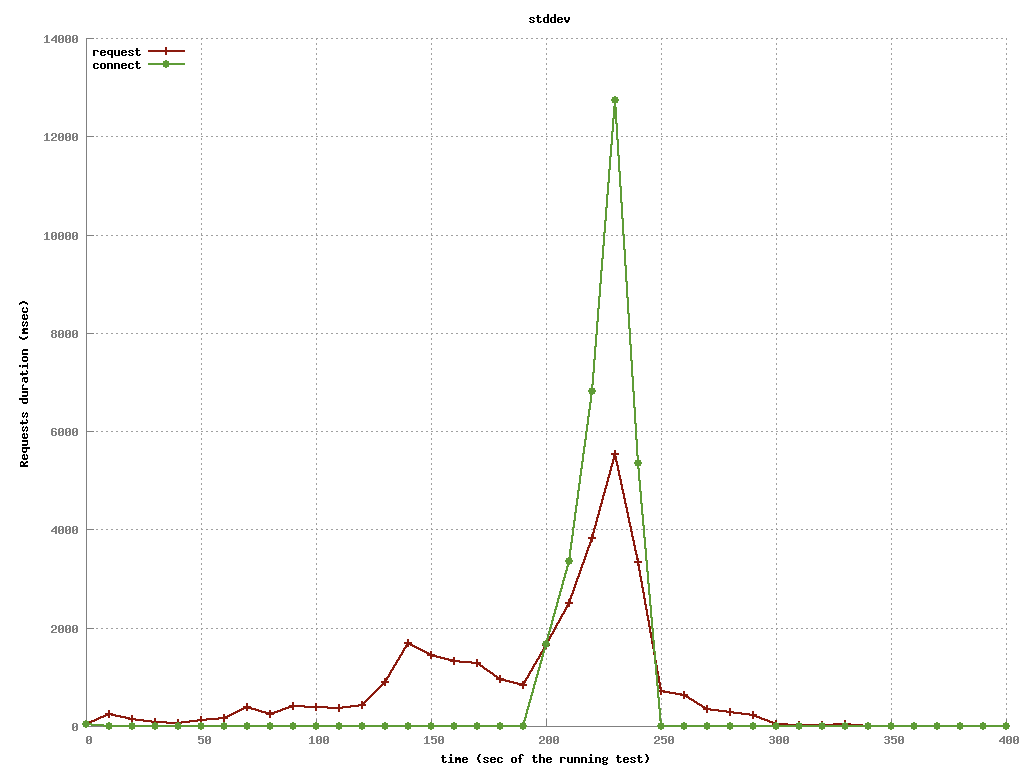 stddev
request
connect
14000
12000
10000
8000
6000
4000
2000
0
Requests duration (msec)
0 50 100 150 200 250 300 350 400
time (sec of the running test)